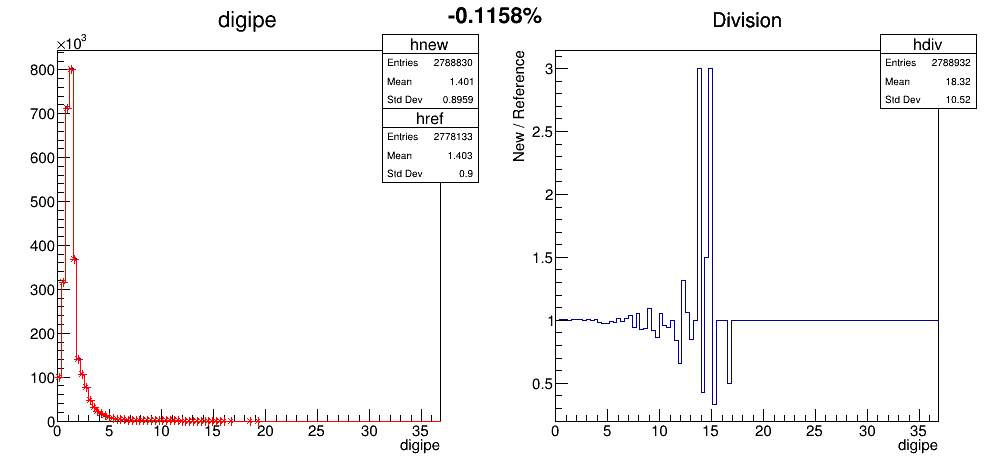 -0.1158%
digipe
×10³
hnew
Entries 2788830
Mean 1.401
Std Dev 0.8959
href
Entries 2778133
Mean 1.403
Std Dev 0.9
800
700
600
500
400
300
200
100
0
0 5 10 15 20 25 30 35
digipe
Division
hdiv
Entries 2788932
Mean 18.32
Std Dev 10.52
New / Reference
3
2.5
2
1.5
1
0.5
0 5 10 15 20 25 30 35
digipe